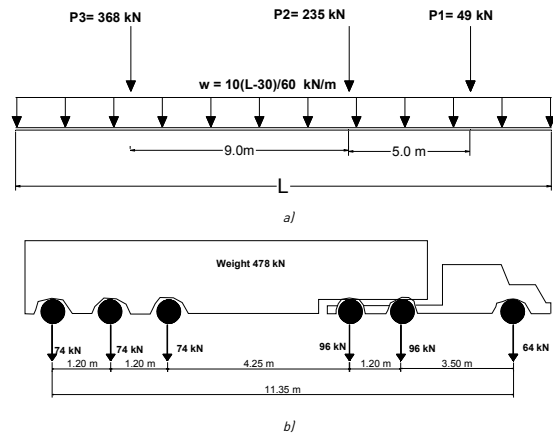 P3= 368 kN P2= 235 kN P1= 49 kN
w = 10(L-30)/60 kN/m
9.0m 5.0 m
L
a)
Weight 478 kN
74 kN 74 kN 74 kN 96 kN 96 kN 64 kN
1.20 m 1.20 m 4.25 m 1.20 m 3.50 m
11.35 m
b)